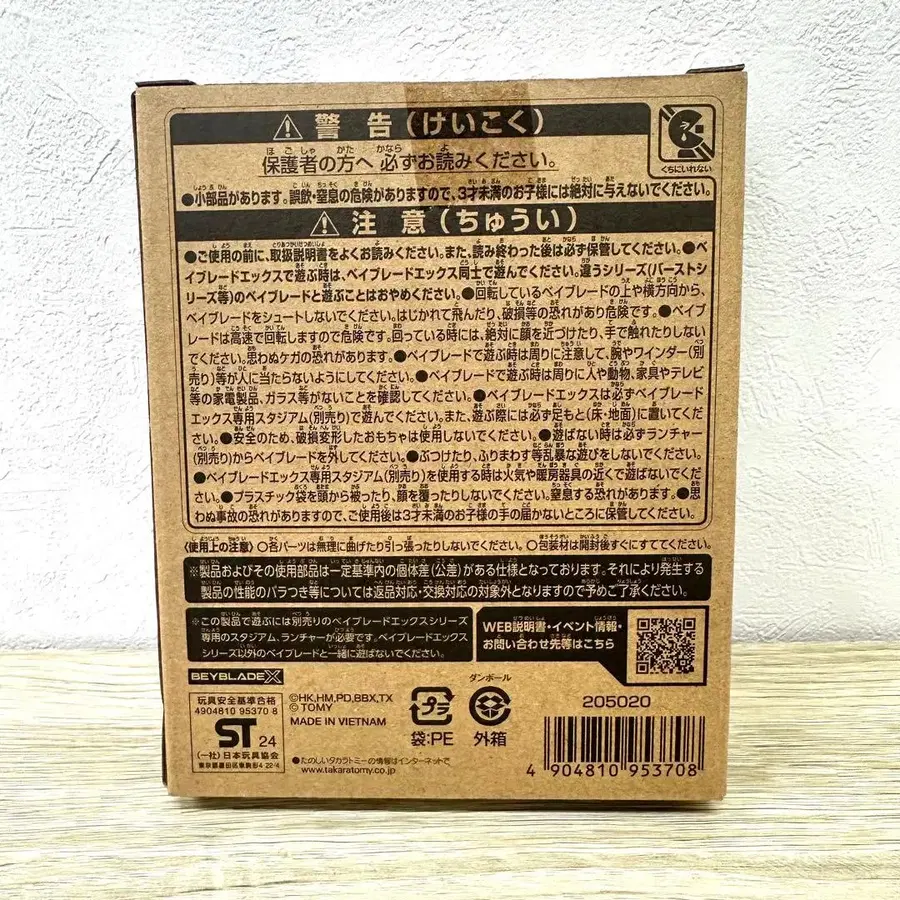 ⚠ 警告(けいこく)
くちにいれない
保護者の方へ 必ずお読みください。
●小部品があります。誤飲・窒息の危険がありますので、3才未満のお子様には絶対に与えないでください。
⚠ 注意(ちゅうい)
●ご使用の前に、取扱説明書をよくお読みください。また、読み終わった後は必ず保管してください。●ベ
イブレードエックスで遊ぶ時は、ベイブレードエックス同士で遊んでください。違うシリーズ(バーストシ
リーズ等)のベイブレードと遊ぶことはおやめください。●回転しているベイブレードの上や横方向から、
ベイブレードをシュートしないでください。はじかれて飛んだり、破損等の恐れがあり危険です。●ベイブレ
ードは高速で回転しますので危険です。回っている時には、絶対に顔を近づけたり、手で触れたりしない
でください。思わぬケガの恐れがあります。●ベイブレードで遊ぶ時は周りに注意して、腕やワインダー(別
売り)等が人に当たらないようにしてください。●ベイブレードで遊ぶ時は周りに人や動物、家具やテレビ
等の家電製品、ガラス等がないことを確認してください。●ベイブレードエックスは必ずベイブレード
エックス専用スタジアム(別売り)で遊んでください。また、遊ぶ際には必ず足もと(床・地面)に置いてくだ
さい。●安全のため、破損変形したおもちゃは使用しないでください。●遊ばない時は必ずランチャー
(別売り)からベイブレードを外してください。●ぶつけたり、ふりまわす等乱暴な遊びをしないでください。
●ベイブレードエックス専用スタジアム(別売り)を使用する時は火気や暖房器具の近くで遊ばないでくだ
さい。●プラスチック袋を頭から被ったり、顔を覆ったりしないでください。窒息する恐れがあります。●思
わぬ事故の恐れがありますので、ご使用後は3才未満のお子様の手の届かないところに保管してください。
〈使用上の注意〉○各パーツは無理に曲げたり引っ張ったりしないでください。○包装材は開封後すぐにすててください。
※製品およびその使用部品は一定基準内の個体差(公差)がある仕様となっております。それにより発生する
製品の性能のバラつき等については返品対応・交換対応の対象外となりますので予めご了承ください。
※この製品で遊ぶには別売りのベイブレードエックスシリーズ
専用のスタジアム、ランチャーが必要です。ベイブレードエックス
シリーズ以外のベイブレードと一緒に遊ばないでください。
WEB説明書・イベント情報・
お問い合わせ先等はこちら
BEYBLADE X
玩具安全基準合格
4904810 95370 8
ST 24
(一社)日本玩具協会
東京都墨田区東駒形4-22-4
©HK,HM,PD,BBX,TX
© TOMY
MADE IN VIETNAM
●たのしいタカラトミーの情報はインターネットで
www.takaratomy.co.jp
プラ
袋:PE
ダンボール
外箱
205020
4 904810 953708